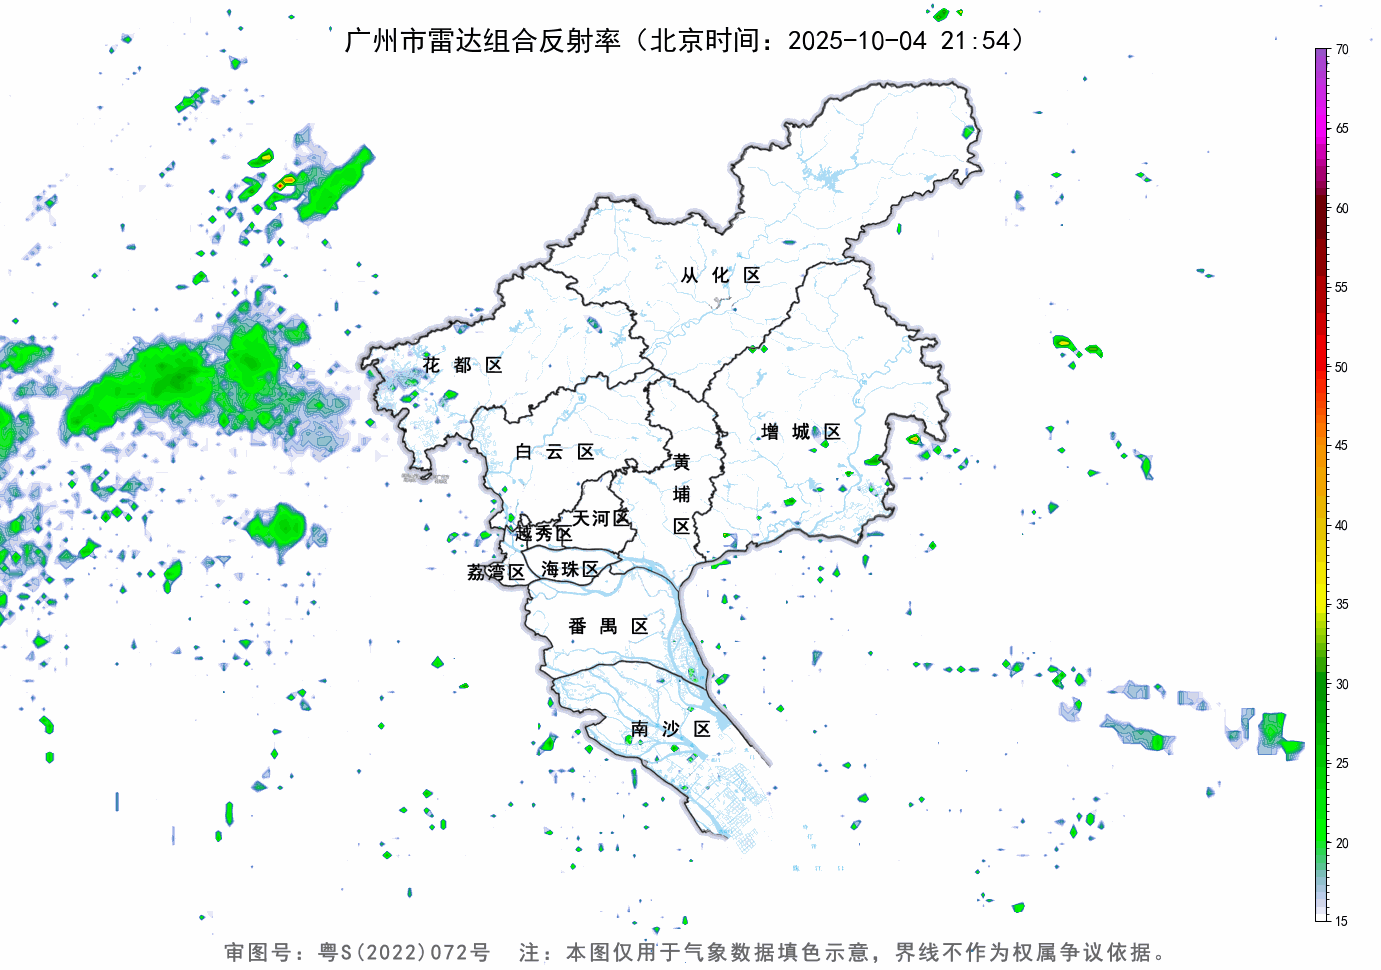 广州市雷达组合反射率（北京时间：2025-10-04 21:54）
70
65
60
55
50
45
40
35
30
25
20
15
从化区
花都区
增城区
白云区
黄埔区
天河区
越秀区
荔湾区
海珠区
番禺区
南沙区
审图号：粤S(2022)072号 注：本图仅用于气象数据填色示意，界线不作为权属争议依据。